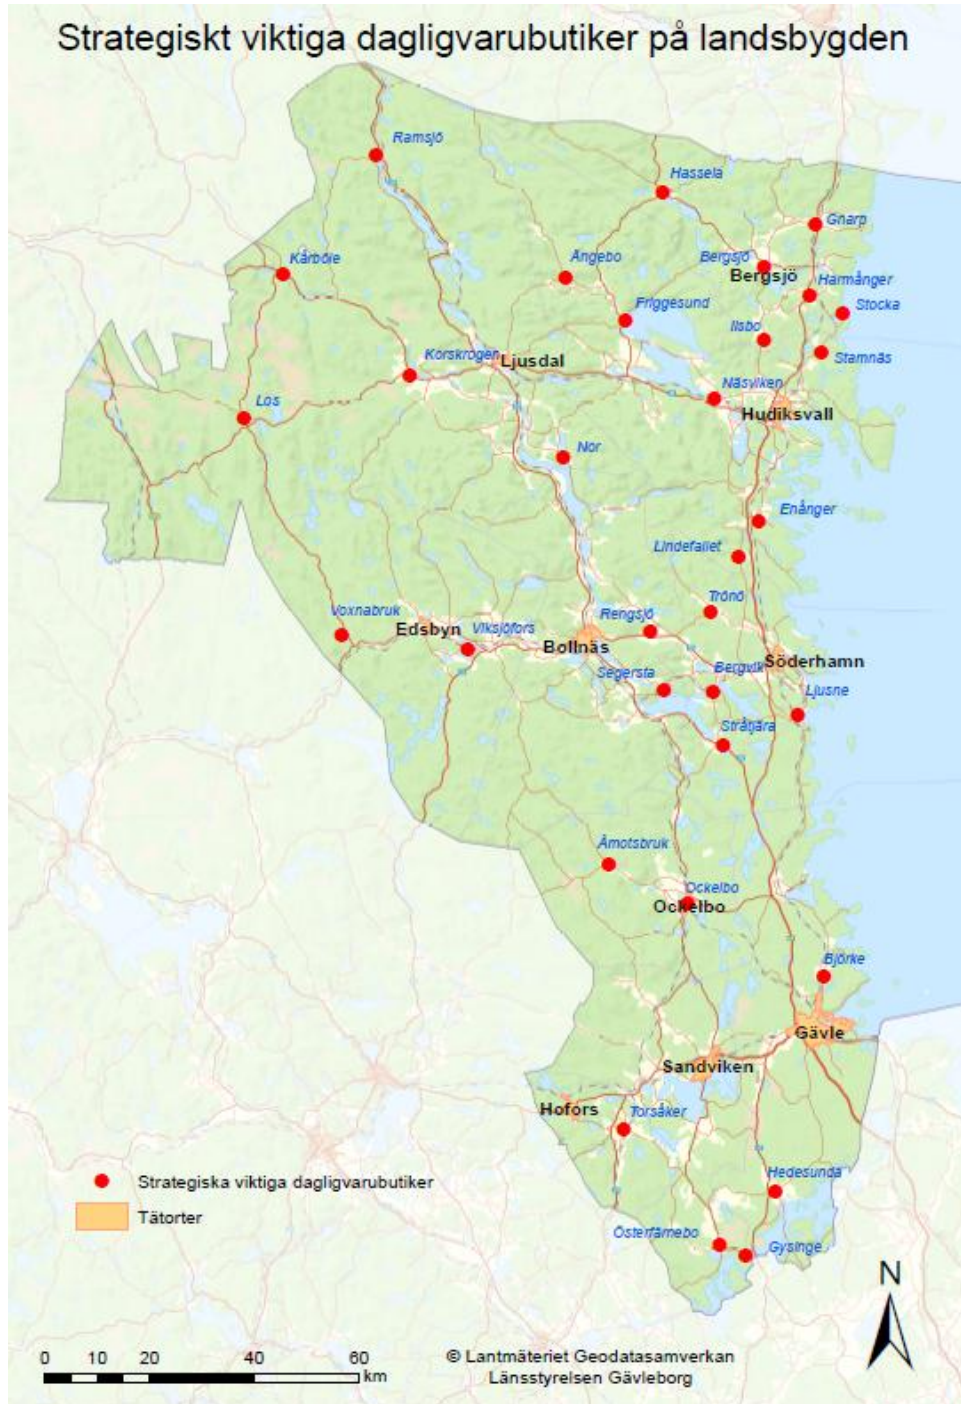 Strategiskt viktiga dagligvarubutiker på landsbygden
Ramsjö
Hassela
Gnarp
Kårböle
Ängebo
Bergsjö
Bergsjö
Harmånger
Stocka
Friggesund
Ilsbo
Stamnäs
Korskrogen
Ljusdal
Näsviken
Los
Hudiksvall
Nor
Enånger
Lindefallet
Trönö
Voxnabruk
Edsbyn
Viksjöfors
Rengsjö
Bollnäs
Söderhamn
Segersta
Bergvik
Ljusne
Stråtjära
Åmotsbruk
Ockelbo
Ockelbo
Björke
Gävle
Sandviken
Hofors
Torsåker
Hedesunda
Österfärnebo
Gysinge
Strategiska viktiga dagligvarubutiker
Tätorter
N
0 10 20 40 60
km
© Lantmäteriet Geodatasamverkan
Länsstyrelsen Gävleborg